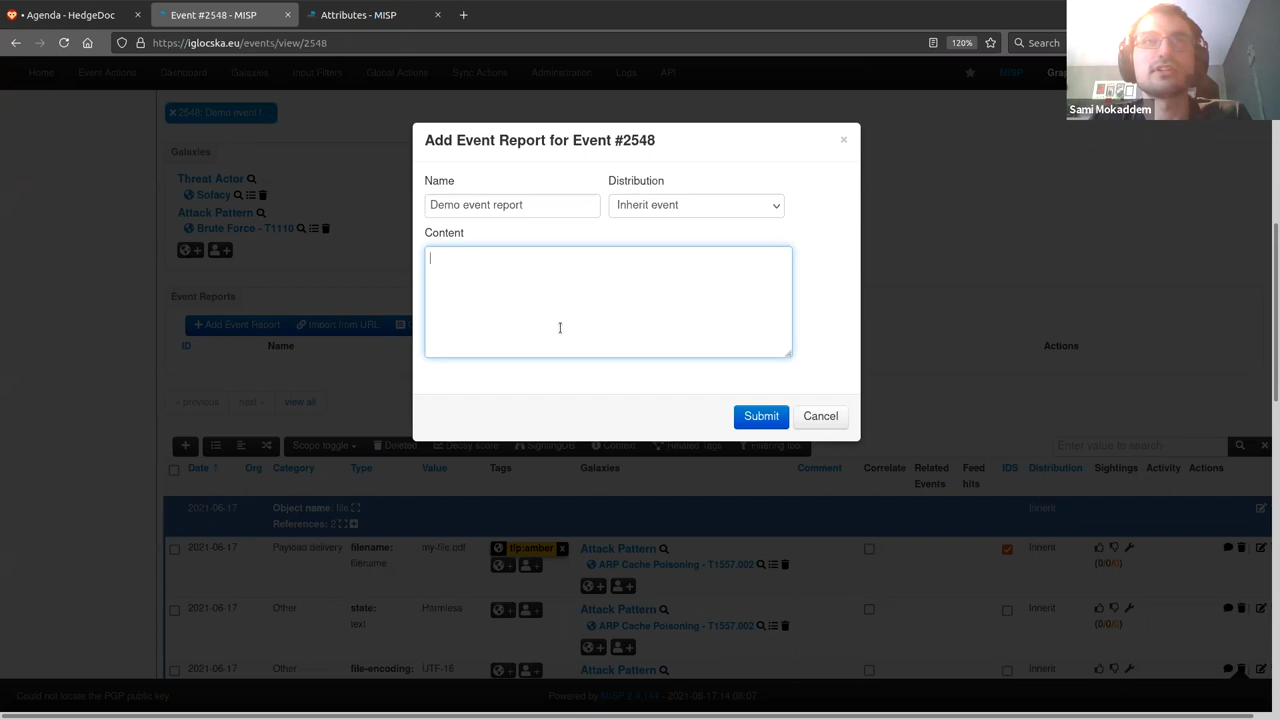 Agenda - HedgeDoc
Event #2548 - MISP
Attributes - MISP
https://iglocska.eu/events/view/2548
120%
Search
Home
Event Actions
Dashboard
Galaxies
Input Filters
Global Actions
Sync Actions
Administration
Logs
API
MISP
Sami Mokaddem
2548: Demo event f...
Galaxies
Threat Actor
Sofacy
Attack Pattern
Brute Force - T1110
Event Reports
+ Add Event Report
Import from URL
ID
Name
Actions
« previous
next »
view all
Add Event Report for Event #2548
×
Name
Distribution
Demo event report
Inherit event
Content
Submit
Cancel
Scope toggle
Deleted
Decay score
SightingDB
Context
Related Tags
Filtering tool
Enter value to search
Date
Org
Category
Type
Value
Tags
Galaxies
Comment
Correlate
Related Events
Feed hits
IDS
Distribution
Sightings
Activity
Actions
2021-06-17
Object name: file
References: 2
Inherit
2021-06-17
Payload delivery
filename:
filename
my-file.pdf
tlp:amber
x
Attack Pattern
ARP Cache Poisoning - T1557.002
Inherit
(0/0/0)
2021-06-17
Other
state:
text
Harmless
Attack Pattern
ARP Cache Poisoning - T1557.002
Inherit
(0/0/0)
2021-06-17
Other
file-encoding:
UTF-16
Attack Pattern
Inherit
Could not locate the PGP public key.
Powered by MISP 2.4.144 - 2021-06-17 14:08:07